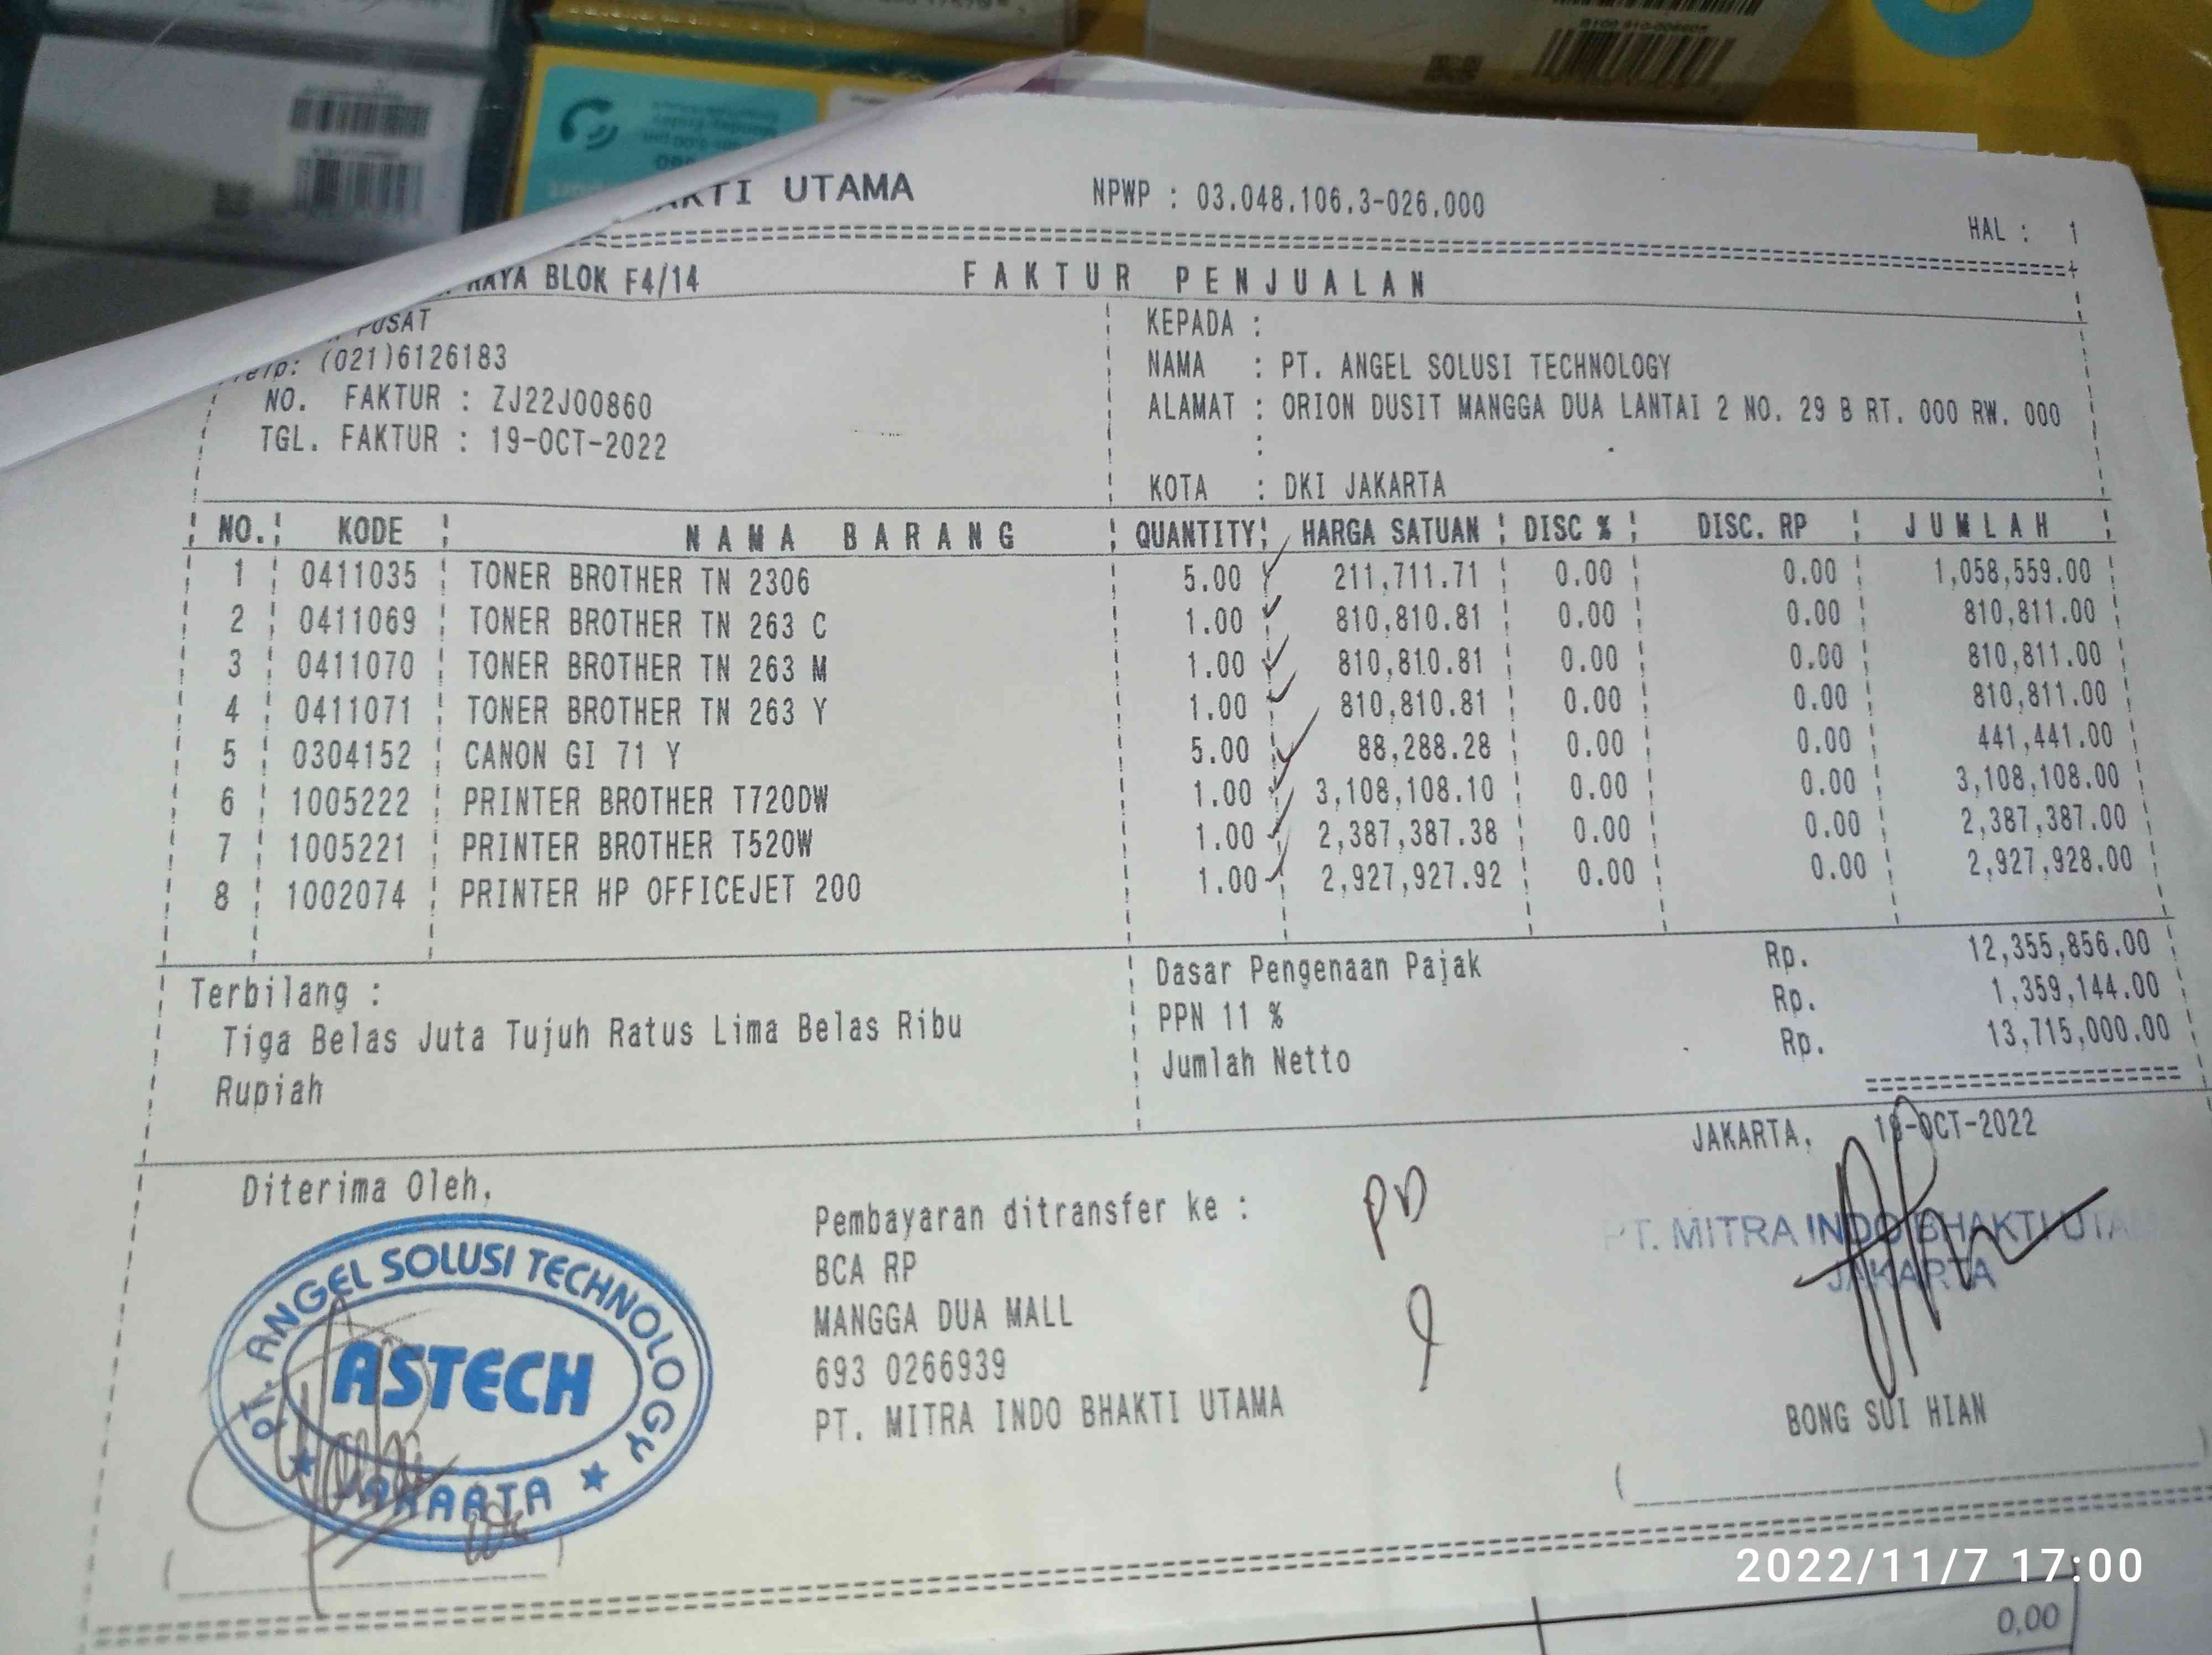 UTAMA NPWP : 03.048.106.3-026.000
HAL : 1
RAYA BLOK F4/14 FAKTUR PENJUALAN
PUSAT
Telp: (021)6126183
NO. FAKTUR : ZJ22J00860
TGL. FAKTUR : 19-OCT-2022
KEPADA :
NAMA : PT. ANGEL SOLUSI TECHNOLOGY
ALAMAT : ORION DUSIT MANGGA DUA LANTAI 2 NO. 29 B RT. 000 RW. 000
:
KOTA : DKI JAKARTA
NO. KODE NAMA BARANG QUANTITY HARGA SATUAN DISC % DISC. RP JUMLAH
1 0411035 TONER BROTHER TN 2306 5.00 211,711.71 0.00 0.00 1,058,559.00
2 0411069 TONER BROTHER TN 263 C 1.00 810,810.81 0.00 0.00 810,811.00
3 0411070 TONER BROTHER TN 263 M 1.00 810,810.81 0.00 0.00 810,811.00
4 0411071 TONER BROTHER TN 263 Y 1.00 810,810.81 0.00 0.00 810,811.00
5 0304152 CANON GI 71 Y 5.00 88,288.28 0.00 0.00 441,441.00
6 1005222 PRINTER BROTHER T720DW 1.00 3,108,108.10 0.00 0.00 3,108,108.00
7 1005221 PRINTER BROTHER T520W 1.00 2,387,387.38 0.00 0.00 2,387,387.00
8 1002074 PRINTER HP OFFICEJET 200 1.00 2,927,927.92 0.00 0.00 2,927,928.00
Terbilang :
Tiga Belas Juta Tujuh Ratus Lima Belas Ribu
Rupiah
Dasar Pengenaan Pajak Rp. 12,355,856.00
PPN 11 % Rp. 1,359,144.00
Jumlah Netto Rp. 13,715,000.00
JAKARTA, 19-OCT-2022
Diterima Oleh,
PT. ANGEL SOLUSI TECHNOLOGY
ASTECH
JAKARTA
Pembayaran ditransfer ke :
BCA RP
MANGGA DUA MALL
693 0266939
PT. MITRA INDO BHAKTI UTAMA
PT. MITRA INDO BHAKTI UTAMA
JAKARTA
BONG SUI HIAN
2022/11/7 17:00
0,00